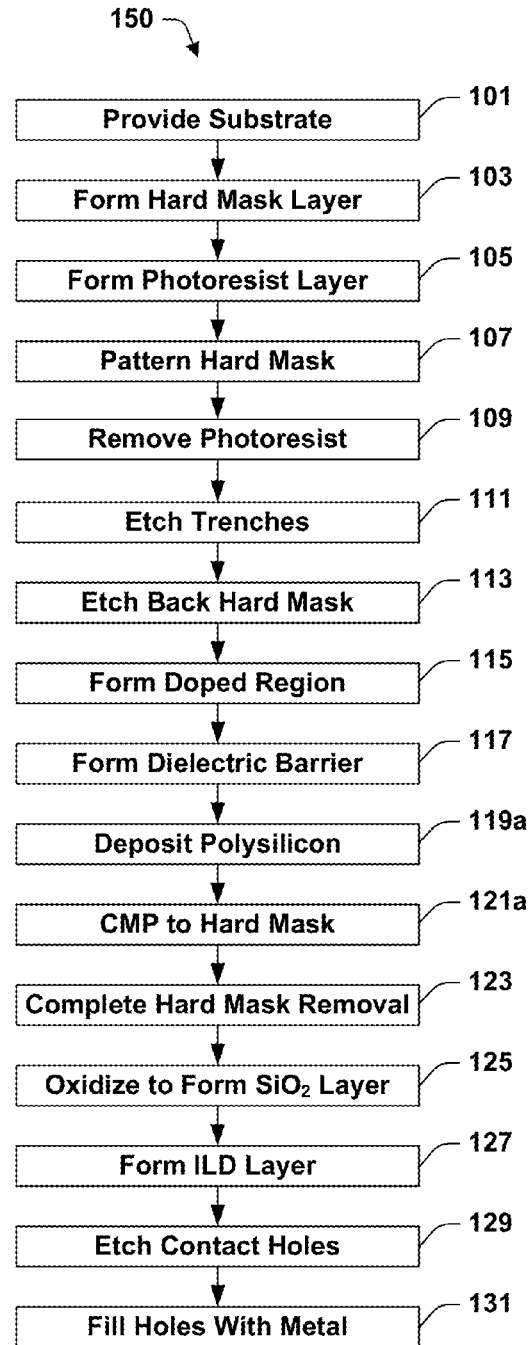 150
Provide Substrate 101
Form Hard Mask Layer 103
Form Photoresist Layer 105
Pattern Hard Mask 107
Remove Photoresist 109
Etch Trenches 111
Etch Back Hard Mask 113
Form Doped Region 115
Form Dielectric Barrier 117
Deposit Polysilicon 119a
CMP to Hard Mask 121a
Complete Hard Mask Removal 123
Oxidize to Form SiO₂ Layer 125
Form ILD Layer 127
Etch Contact Holes 129
Fill Holes With Metal 131